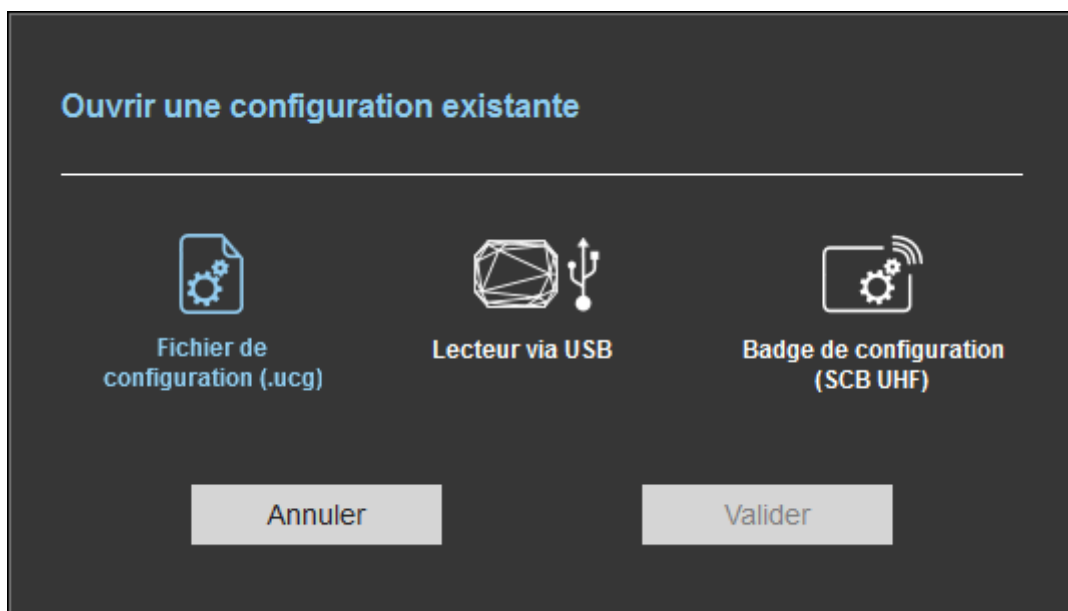 Ouvrir une configuration existante
Fichier de
configuration (.ucg)
Lecteur via USB
Badge de configuration
(SCB UHF)
Annuler
Valider